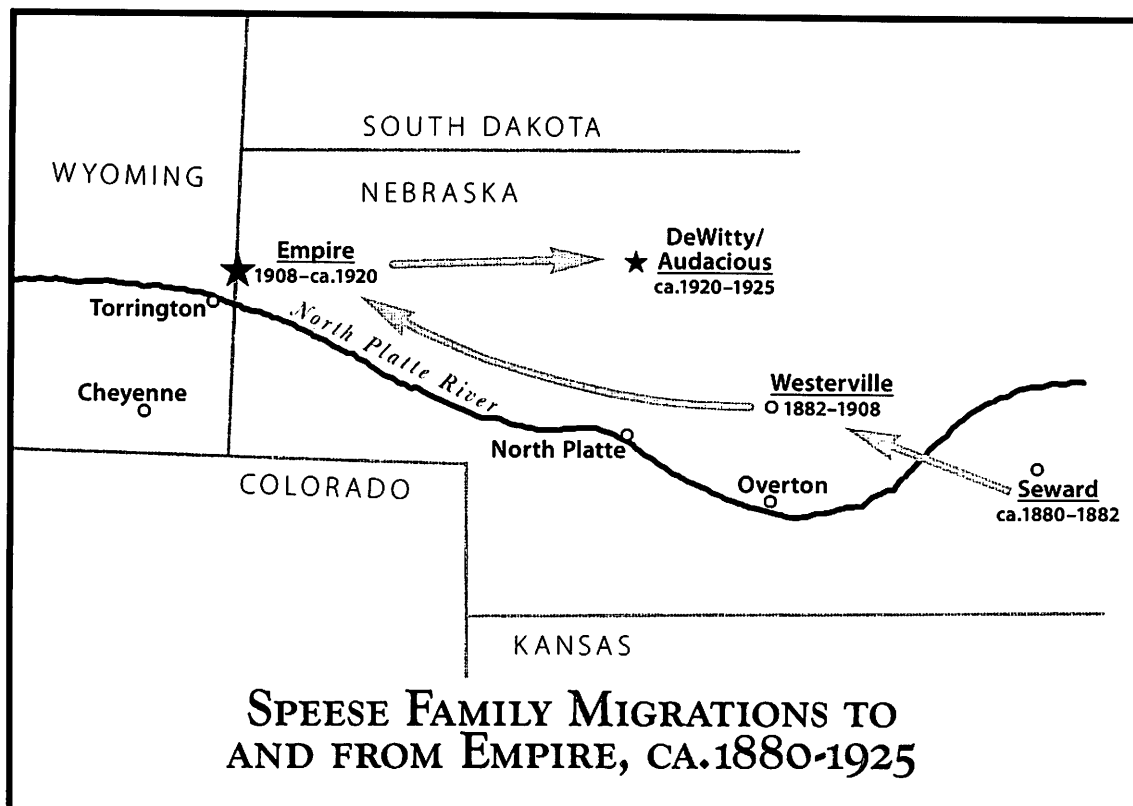 SOUTH DAKOTA
WYOMING
NEBRASKA
Empire
1908–ca.1920
DeWitty/
Audacious
ca.1920–1925
Torrington
North Platte River
Cheyenne
Westerville
1882–1908
North Platte
COLORADO
Overton
Seward
ca.1880–1882
KANSAS
SPEESE FAMILY MIGRATIONS TO
AND FROM EMPIRE, CA.1880-1925